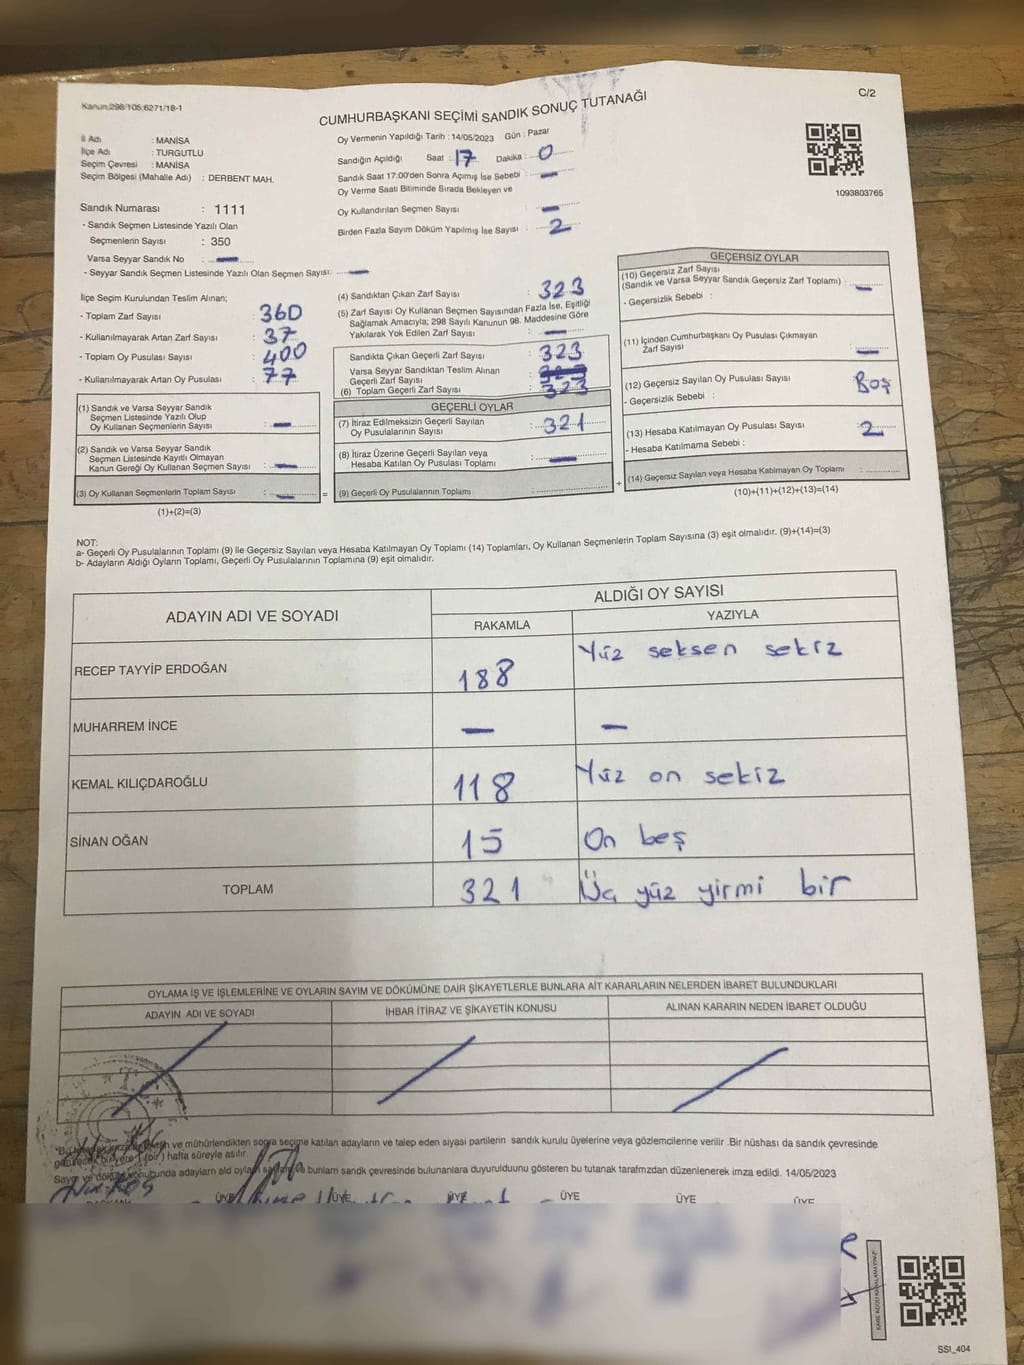 Kanun;298/105;6271/18-1
C/2
CUMHURBAŞKANI SEÇİMİ SANDIK SONUÇ TUTANAĞI
İl Adı : MANİSA
İlçe Adı : TURGUTLU
Seçim Çevresi : MANİSA
Seçim Bölgesi (Mahalle Adı) : DERBENT MAH.
Sandık Numarası : 1111
- Sandık Seçmen Listesinde Yazılı Olan
Seçmenlerin Sayısı : 350
Varsa Seyyar Sandık No : —
- Seyyar Sandık Seçmen Listesinde Yazılı Olan Seçmen Sayısı: —
Oy Vermenin Yapıldığı Tarih : 14/05/2023 Gün : Pazar
Sandığın Açıldığı Saat : 17 Dakika : 0
Sandık Saat 17:00'den Sonra Açımış İse Sebebi : —
Oy Verme Saati Bitiminde Sırada Bekleyen ve
Oy Kullandırılan Seçmen Sayısı —
Birden Fazla Sayım Döküm Yapılmış İse Sayısı : 2
1093803765
İlçe Seçim Kurulundan Teslim Alınan;
- Toplam Zarf Sayısı : 360
- Kullanılmayarak Artan Zarf Sayısı : 37
- Toplam Oy Pusulası Sayısı : 400
- Kullanılmayarak Artan Oy Pusulası : 77
(1) Sandık ve Varsa Seyyar Sandık
Seçmen Listesinde Yazılı Olup
Oy Kullanan Seçmenlerin Sayısı : —
(2) Sandık ve Varsa Seyyar Sandık
Seçmen Listesinde Kayıtlı Olmayan
Kanun Gereği Oy Kullanan Seçmen Sayısı : —
(3) Oy Kullanan Seçmenlerin Toplam Sayısı : —
(1)+(2)=(3)
=
(4) Sandıktan Çıkan Zarf Sayısı : 323
(5) Zarf Sayısı Oy Kullanan Seçmen Sayısından Fazla İse, Eşitliği
Sağlamak Amacıyla; 298 Sayılı Kanunun 98. Maddesine Göre
Yakılarak Yok Edilen Zarf Sayısı : —
Sandıkta Çıkan Geçerli Zarf Sayısı : 323
Varsa Seyyar Sandıktan Teslim Alınan
Geçerli Zarf Sayısı :
(6) Toplam Geçerli Zarf Sayısı : 323
GEÇERLİ OYLAR
(7) İtiraz Edilmeksizin Geçerli Sayılan
Oy Pusulalarının Sayısı : 321
(8) İtiraz Üzerine Geçerli Sayılan veya
Hesaba Katılan Oy Pusulası Toplamı : —
(9) Geçerli Oy Pusulalarının Toplamı :
+
GEÇERSİZ OYLAR
(10) Geçersiz Zarf Sayısı
(Sandık ve Varsa Seyyar Sandık Geçersiz Zarf Toplamı) : —
- Geçersizlik Sebebi :
(11) İçinden Cumhurbaşkanı Oy Pusulası Çıkmayan
Zarf Sayısı : —
(12) Geçersiz Sayılan Oy Pusulası Sayısı : Boş
- Geçersizlik Sebebi :
(13) Hesaba Katılmayan Oy Pusulası Sayısı : 2
- Hesaba Katılmama Sebebi :
(14) Geçersiz Sayılan veya Hesaba Katılmayan Oy Toplamı :
(10)+(11)+(12)+(13)=(14)
NOT:
a- Geçerli Oy Pusulalarının Toplamı (9) ile Geçersiz Sayılan veya Hesaba Katılmayan Oy Toplamı (14) Toplamları, Oy Kullanan Seçmenlerin Toplam Sayısına (3) eşit olmalıdır. (9)+(14)=(3)
b- Adayların Aldığı Oyların Toplamı, Geçerli Oy Pusulalarının Toplamına (9) eşit olmalıdır.
ADAYIN ADI VE SOYADI
ALDIĞI OY SAYISI
RAKAMLA YAZIYLA
RECEP TAYYİP ERDOĞAN 188 Yüz seksen sekiz
MUHARREM İNCE — —
KEMAL KILIÇDAROĞLU 118 Yüz on sekiz
SİNAN OĞAN 15 On beş
TOPLAM 321 Üç yüz yirmi bir
OYLAMA İŞ VE İŞLEMLERİNE VE OYLARIN SAYIM VE DÖKÜMÜNE DAİR ŞİKAYETLERLE BUNLARA AİT KARARLARIN NELERDEN İBARET BULUNDUKLARI
ADAYIN ADI VE SOYADI İHBAR İTİRAZ VE ŞİKAYETİN KONUSU ALINAN KARARIN NEDEN İBARET OLDUĞU
ve mühürlendikten sogra seçime katılan adayların ve talep eden siyasi partilerin sandık kurulu üyelerine veya gözlemcilerine verilir .Bir nüshası da sandık çevresinde
(bir) hafta süreyle asılır.
adayların ald bunların sandık çevresinde bulunanlara duyurulduunu gösteren bu tutanak tarafmzdan düzenlenerek imza edildi. 14/05/2023
ÜYE ÜYE ÜYE ÜYE ÜYE ÜYE
SSI_404